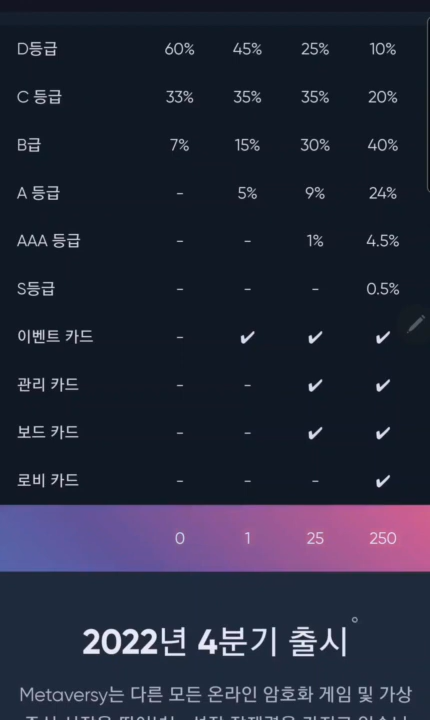 D등급 60% 45% 25% 10%
C 등급 33% 35% 35% 20%
B급 7% 15% 30% 40%
A 등급 - 5% 9% 24%
AAA 등급 - - 1% 4.5%
S등급 - - - 0.5%
이벤트 카드 - ✔ ✔ ✔
관리 카드 - - ✔ ✔
보드 카드 - - ✔ ✔
로비 카드 - - - ✔
0 1 25 250
2022년 4분기 출시
Metaversy는 다른 모든 온라인 암호화 게임 및 가상